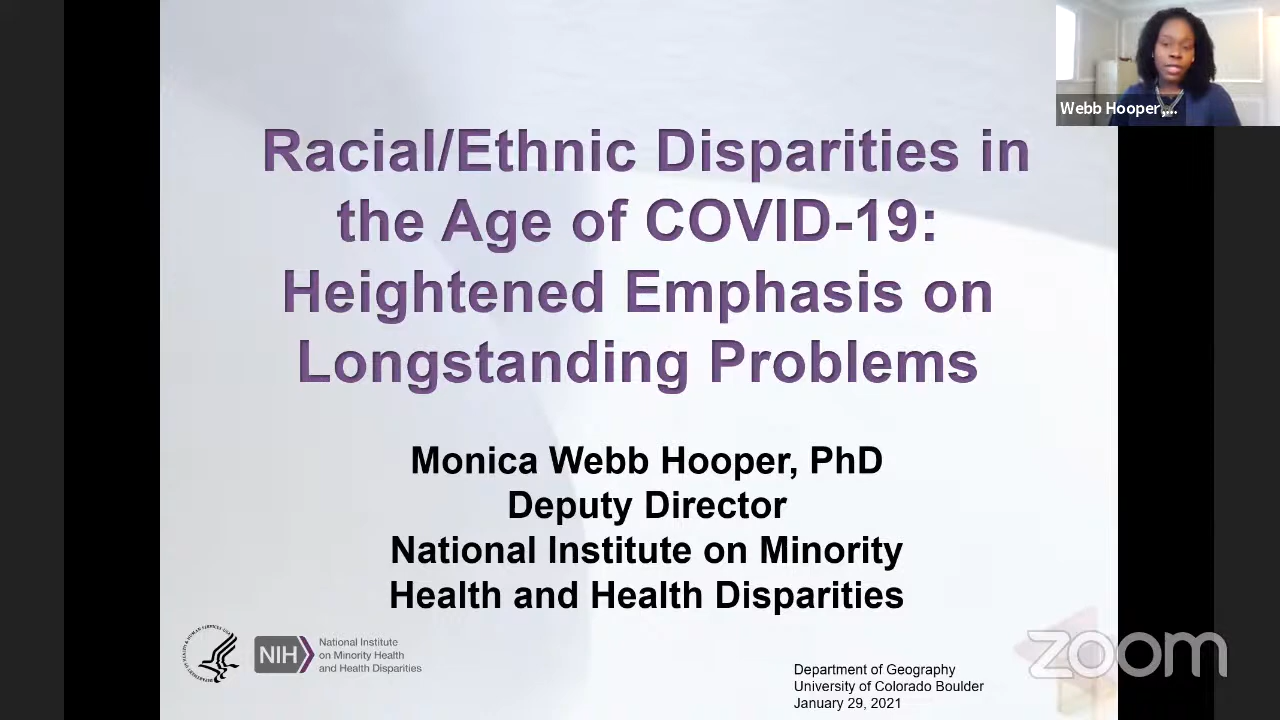 Webb Hooper,...
Racial/Ethnic Disparities in
the Age of COVID-19:
Heightened Emphasis on
Longstanding Problems
Monica Webb Hooper, PhD
Deputy Director
National Institute on Minority
Health and Health Disparities
NIH
National Institute
on Minority Health
and Health Disparities
Department of Geography
University of Colorado Boulder
January 29, 2021
zoom